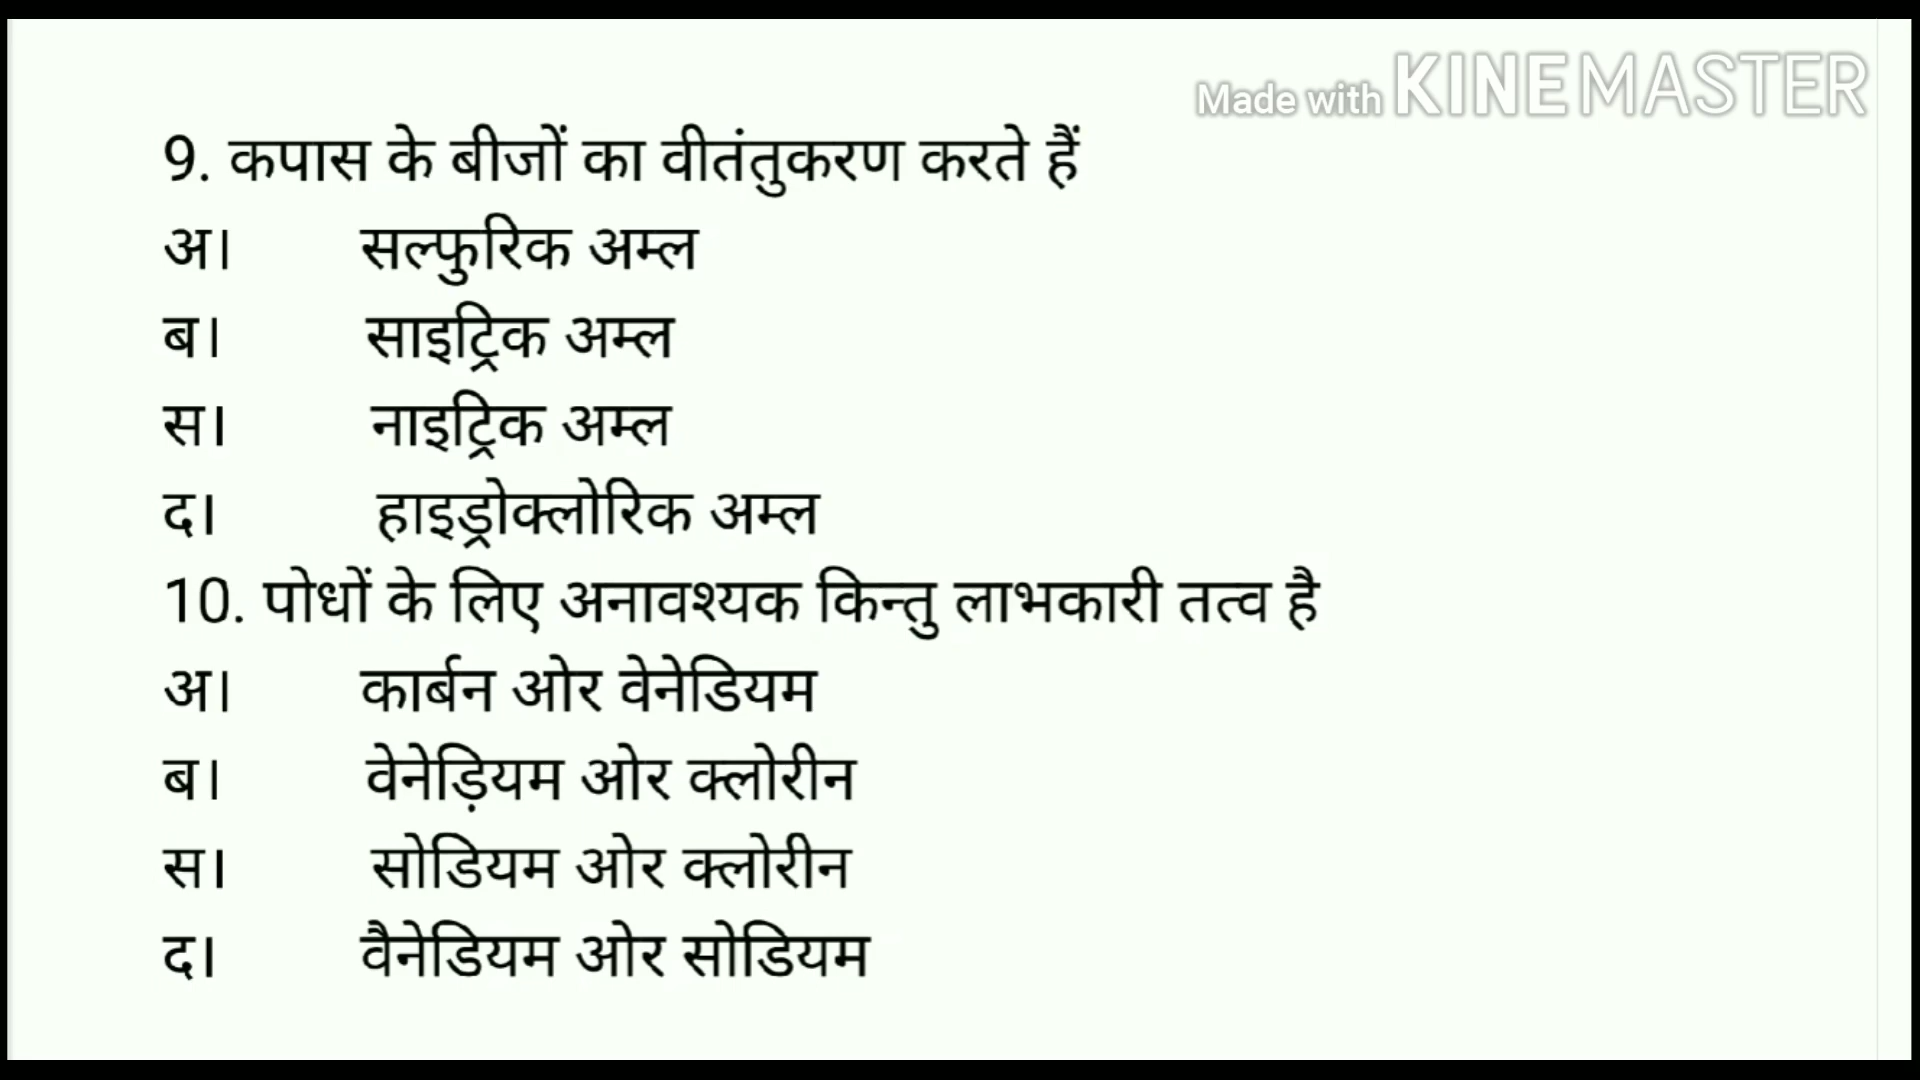 Made with KINEMASTER
9. कपास के बीजों का वीतंतुकरण करते हैं
अ। सल्फुरिक अम्ल
ब। साइट्रिक अम्ल
स। नाइट्रिक अम्ल
द। हाइड्रोक्लोरिक अम्ल
10. पोधों के लिए अनावश्यक किन्तु लाभकारी तत्व है
अ। कार्बन ओर वेनेडियम
ब। वेनेड़ियम ओर क्लोरीन
स। सोडियम ओर क्लोरीन
द। वैनेडियम ओर सोडियम